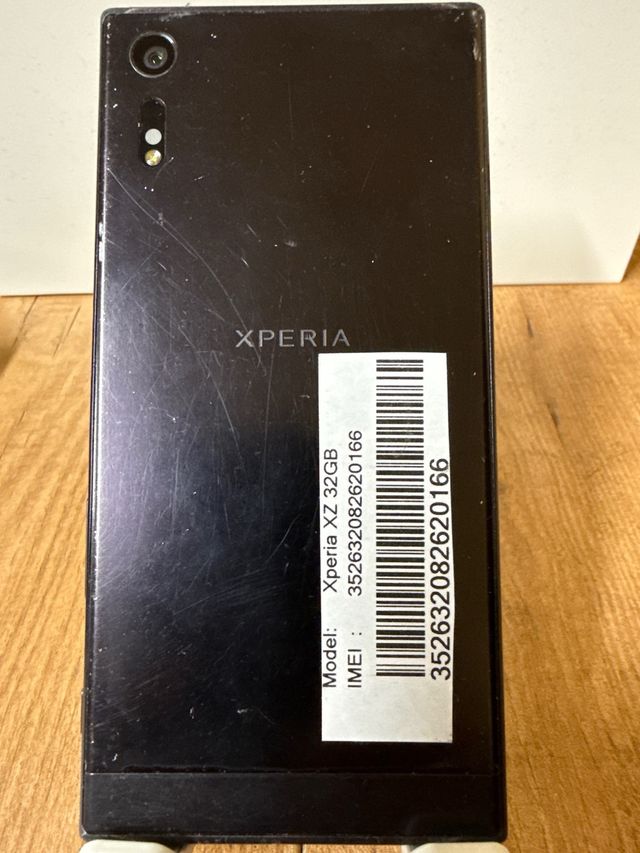 XPERIA
Model: Xperia XZ 32GB
IMEI : 352632082620166
352632082620166